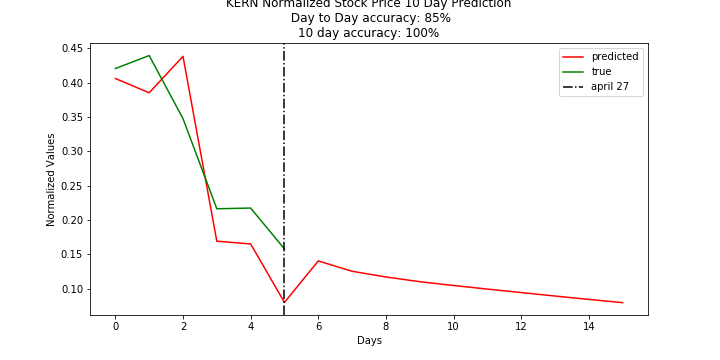 KERN Normalized Stock Price 10 Day Prediction
Day to Day accuracy: 85%
10 day accuracy: 100%
predicted
true
april 27
Normalized Values
0.45
0.40
0.35
0.30
0.25
0.20
0.15
0.10
0 2 4 6 8 10 12 14
Days